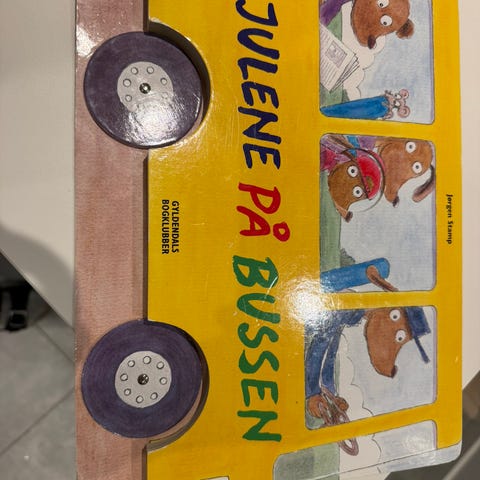 Jørgen Stamp
JULENE PÅ BUSSEN
GYLDENDALS
BOGKLUBBER